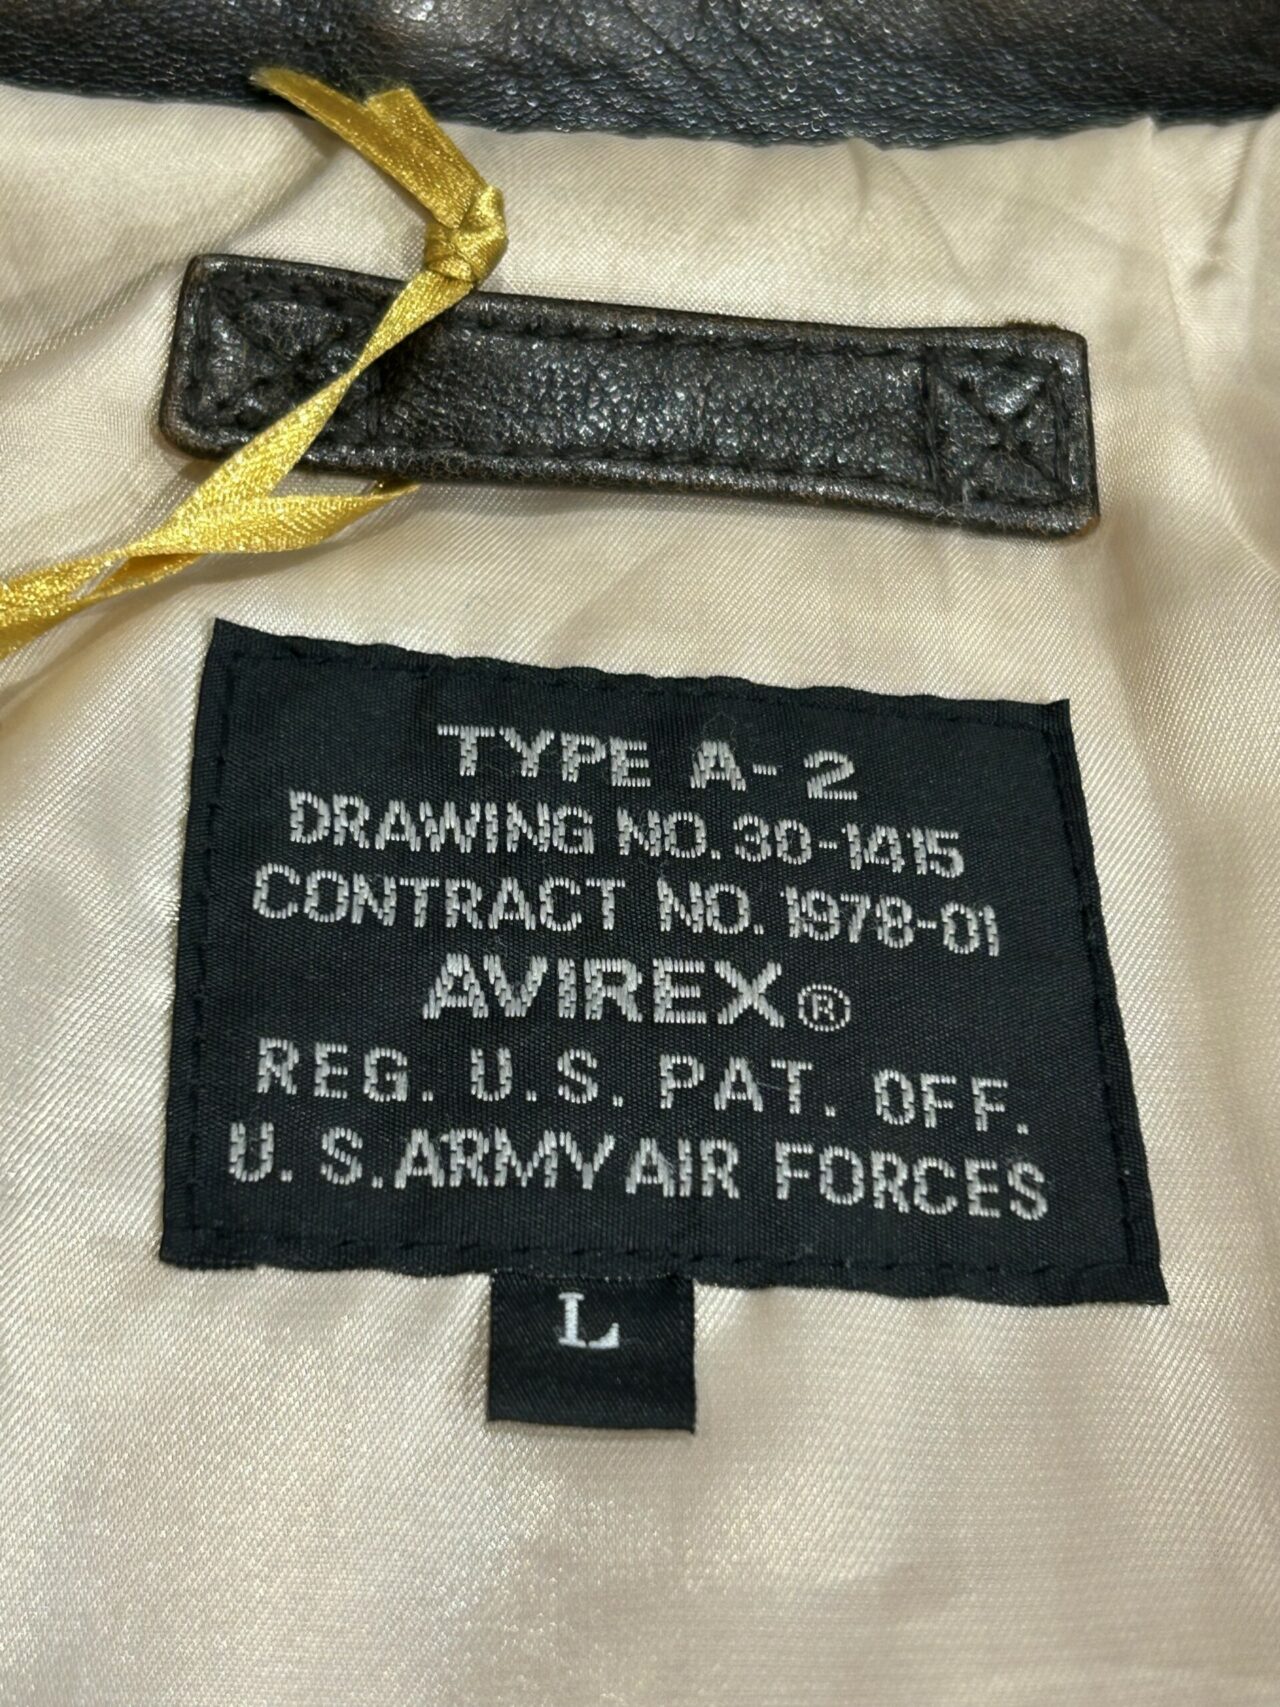 TYPE A-2
DRAWING NO. 30-1415
CONTRACT NO. 1978-01
AVIREX®
REG. U.S. PAT. OFF.
U.S. ARMY AIR FORCES
L